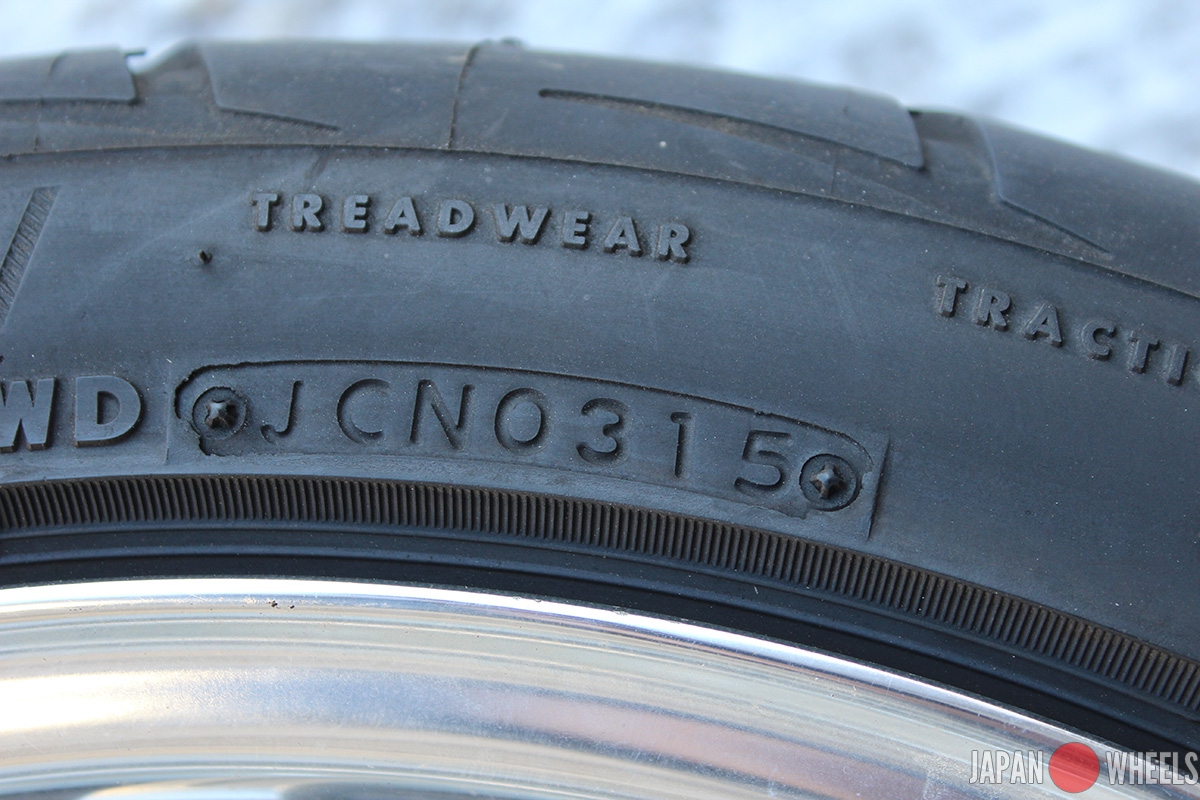 TREADWEAR
TRACTI
WD
JCN0315
JAPAN WHEELS